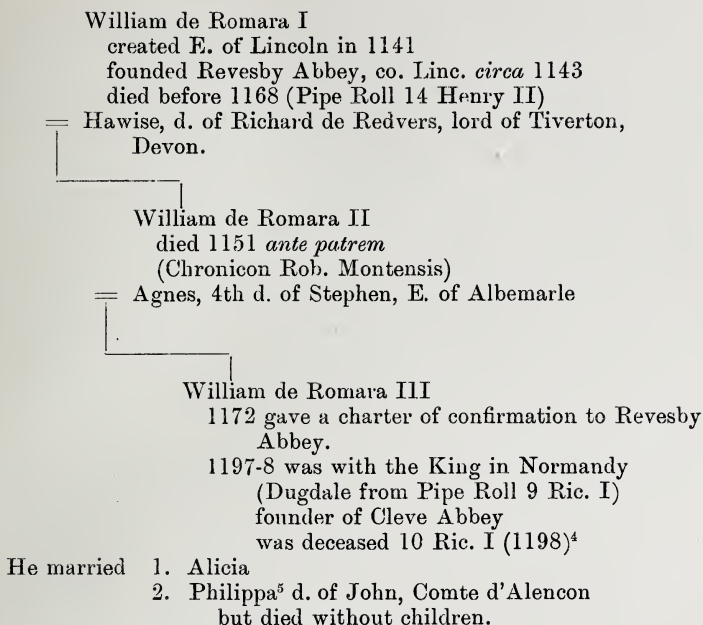 William de Romara I
created E. of Lincoln in 1141
founded Revesby Abbey, co. Linc. circa 1143
died before 1168 (Pipe Roll 14 Henry II)
= Hawise, d. of Richard de Redvers, lord of Tiverton,
Devon.
William de Romara II
died 1151 ante patrem
(Chronicon Rob. Montensis)
= Agnes, 4th d. of Stephen, E. of Albemarle
William de Romara III
1172 gave a charter of confirmation to Revesby
Abbey.
1197-8 was with the King in Normandy
(Dugdale from Pipe Roll 9 Ric. I)
founder of Cleve Abbey
was deceased 10 Ric. I (1198)⁴
He married 1. Alicia
2. Philippa⁵ d. of John, Comte d'Alencon
but died without children.